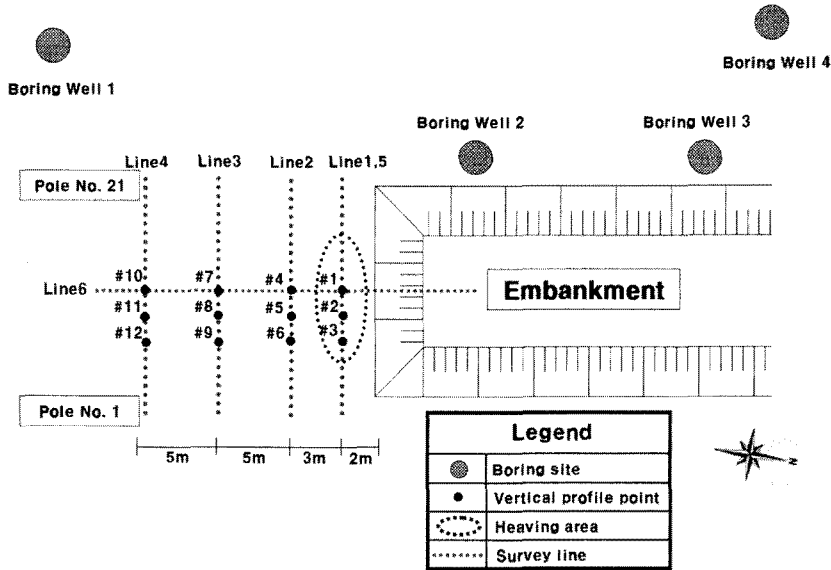 Boring Well 1
Boring Well 4
Boring Well 2
Boring Well 3
Line4 Line3 Line2 Line1,5
Pole No. 21
Line6
#10 #7 #4 #1
#11 #8 #5 #2
#12 #9 #6 #3
Embankment
Pole No. 1
5m 5m 3m 2m
Legend
Boring site
Vertical profile point
Heaving area
Survey line
N